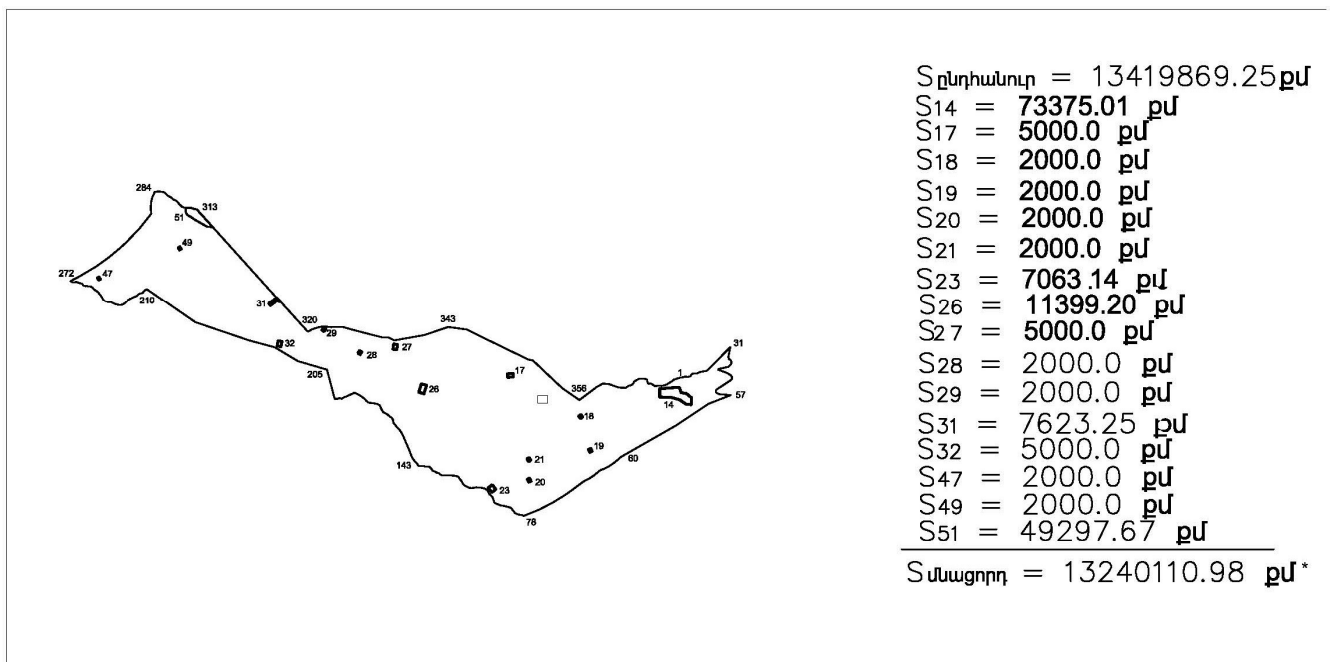 Sընդհանուր = 13419869.25քմ
S14 = 73375.01 քմ
S17 = 5000.0 քմ
S18 = 2000.0 քմ
S19 = 2000.0 քմ
S20 = 2000.0 քմ
S21 = 2000.0 քմ
S23 = 7063.14 քմ
S26 = 11399.20 քմ
S27 = 5000.0 քմ
S28 = 2000.0 քմ
S29 = 2000.0 քմ
S31 = 7623.25 քմ
S32 = 5000.0 քմ
S47 = 2000.0 քմ
S49 = 2000.0 քմ
S51 = 49297.67 քմ
Sմնացորդ = 13240110.98 քմ*
284
313
51
49
272
47
210
31
320
29
343
32
28
27
31
205
26
17
1
356
14
57
18
19
60
21
143
20
23
78